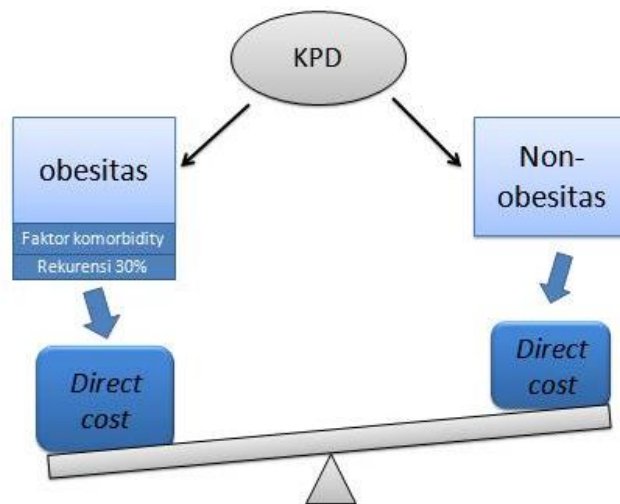 KPD
obesitas
Faktor komorbidity
Rekurensi 30%
Non-
obesitas
Direct
cost
Direct
cost